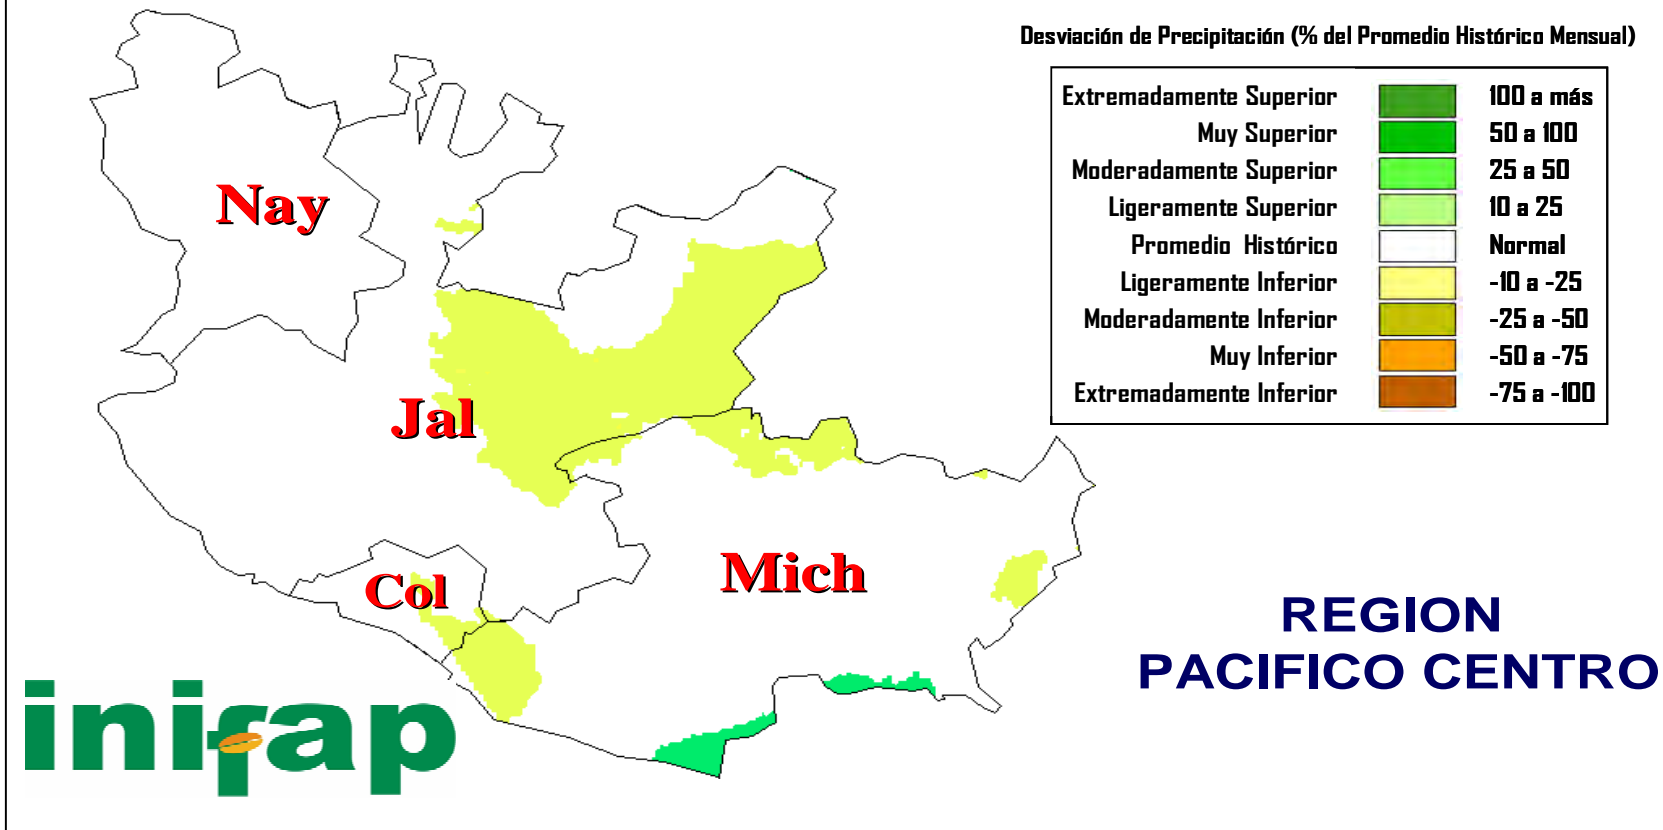 Desviación de Precipitación (% del Promedio Histórico Mensual)
Extremadamente Superior 100 a más
Muy Superior 50 a 100
Moderadamente Superior 25 a 50
Ligeramente Superior 10 a 25
Promedio Histórico Normal
Ligeramente Inferior -10 a -25
Moderadamente Inferior -25 a -50
Muy Inferior -50 a -75
Extremadamente Inferior -75 a -100
Nay
Jal
Col
Mich
REGION
PACIFICO CENTRO
inifap